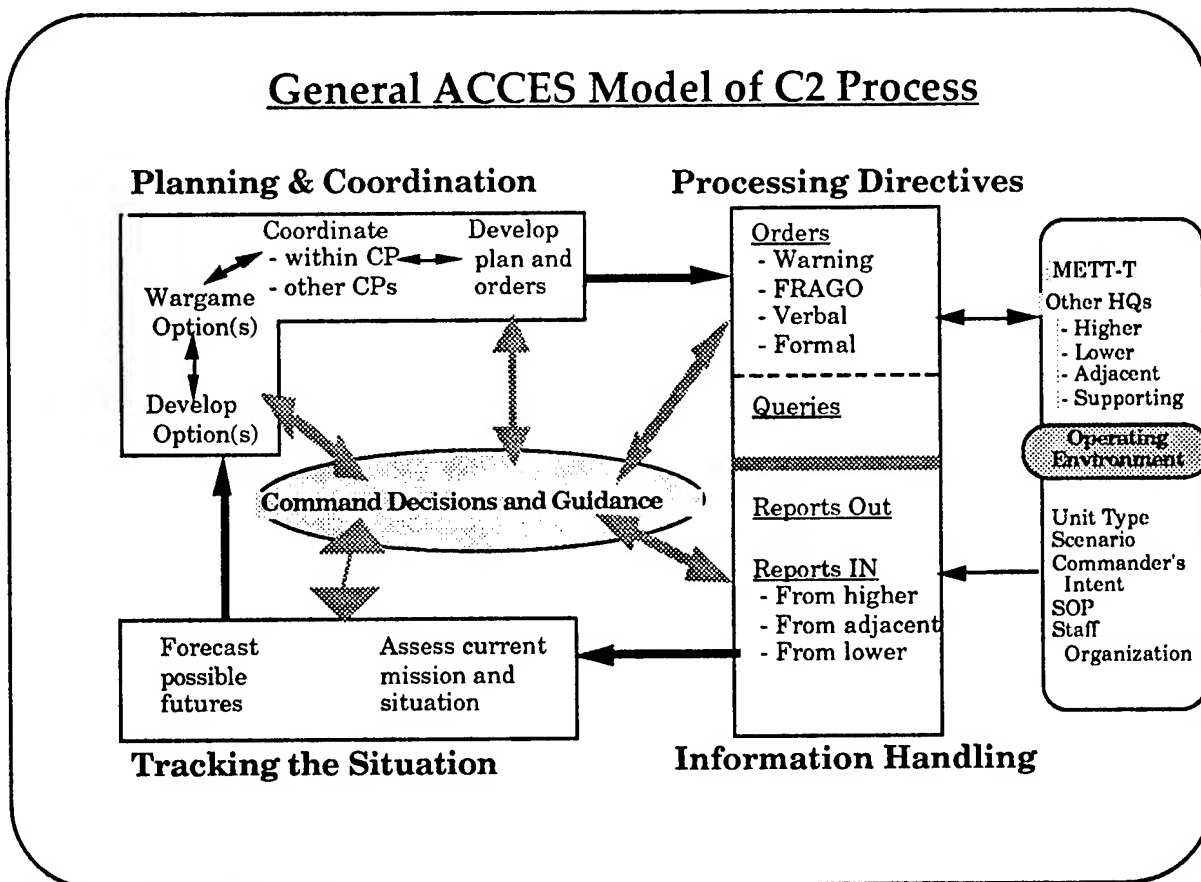 General ACCES Model of C2 Process
Planning & Coordination
Coordinate
- within CP
- other CPs
Develop
plan and
orders
Wargame
Option(s)
Develop
Option(s)
Processing Directives
Orders
- Warning
- FRAGO
- Verbal
- Formal
Queries
METT-T
Other HQs
- Higher
- Lower
- Adjacent
- Supporting
Operating
Environment
Unit Type
Scenario
Commander's
Intent
SOP
Staff
Organization
Command Decisions and Guidance
Reports Out
Reports IN
- From higher
- From adjacent
- From lower
Forecast
possible
futures
Assess current
mission and
situation
Tracking the Situation
Information Handling